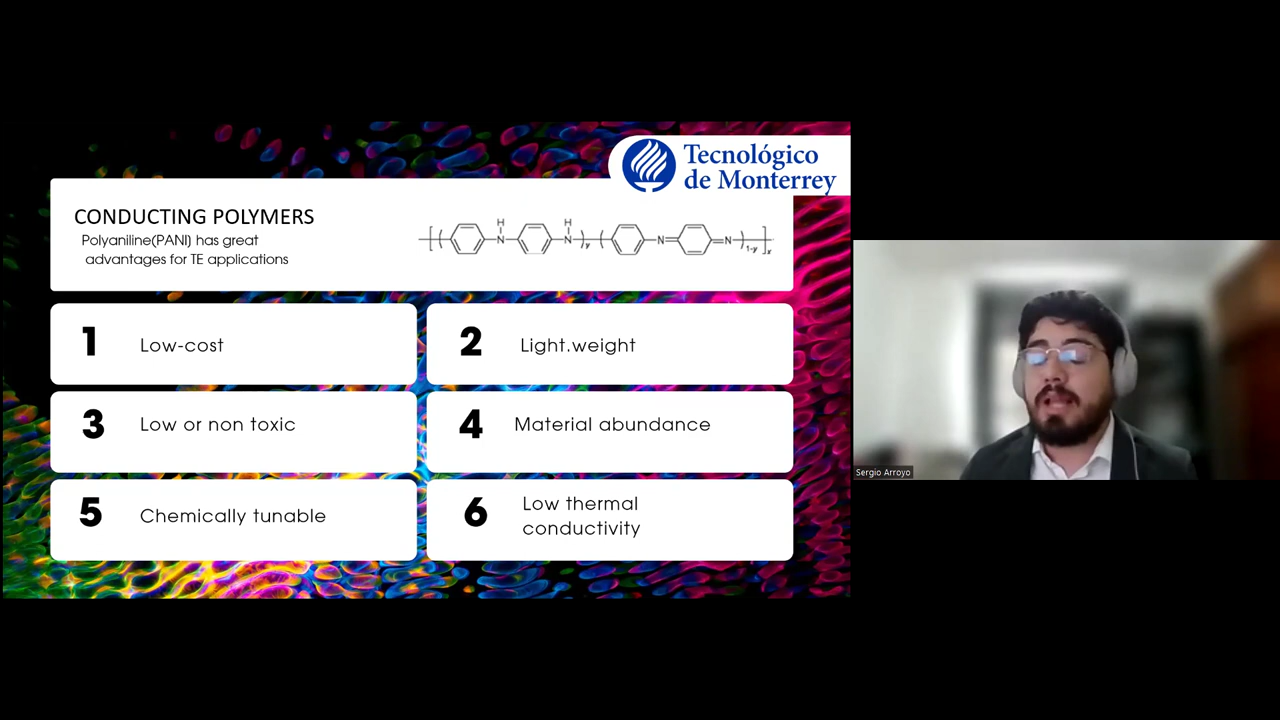 Tecnológico
de Monterrey
CONDUCTING POLYMERS
Polyaniline(PANI) has great
advantages for TE applications
H
H
N
N
y
N
N
1-y
x
1
Low-cost
2
Light.weight
3
Low or non toxic
4
Material abundance
5
Chemically tunable
6
Low thermal
conductivity
Sergio Arroyo